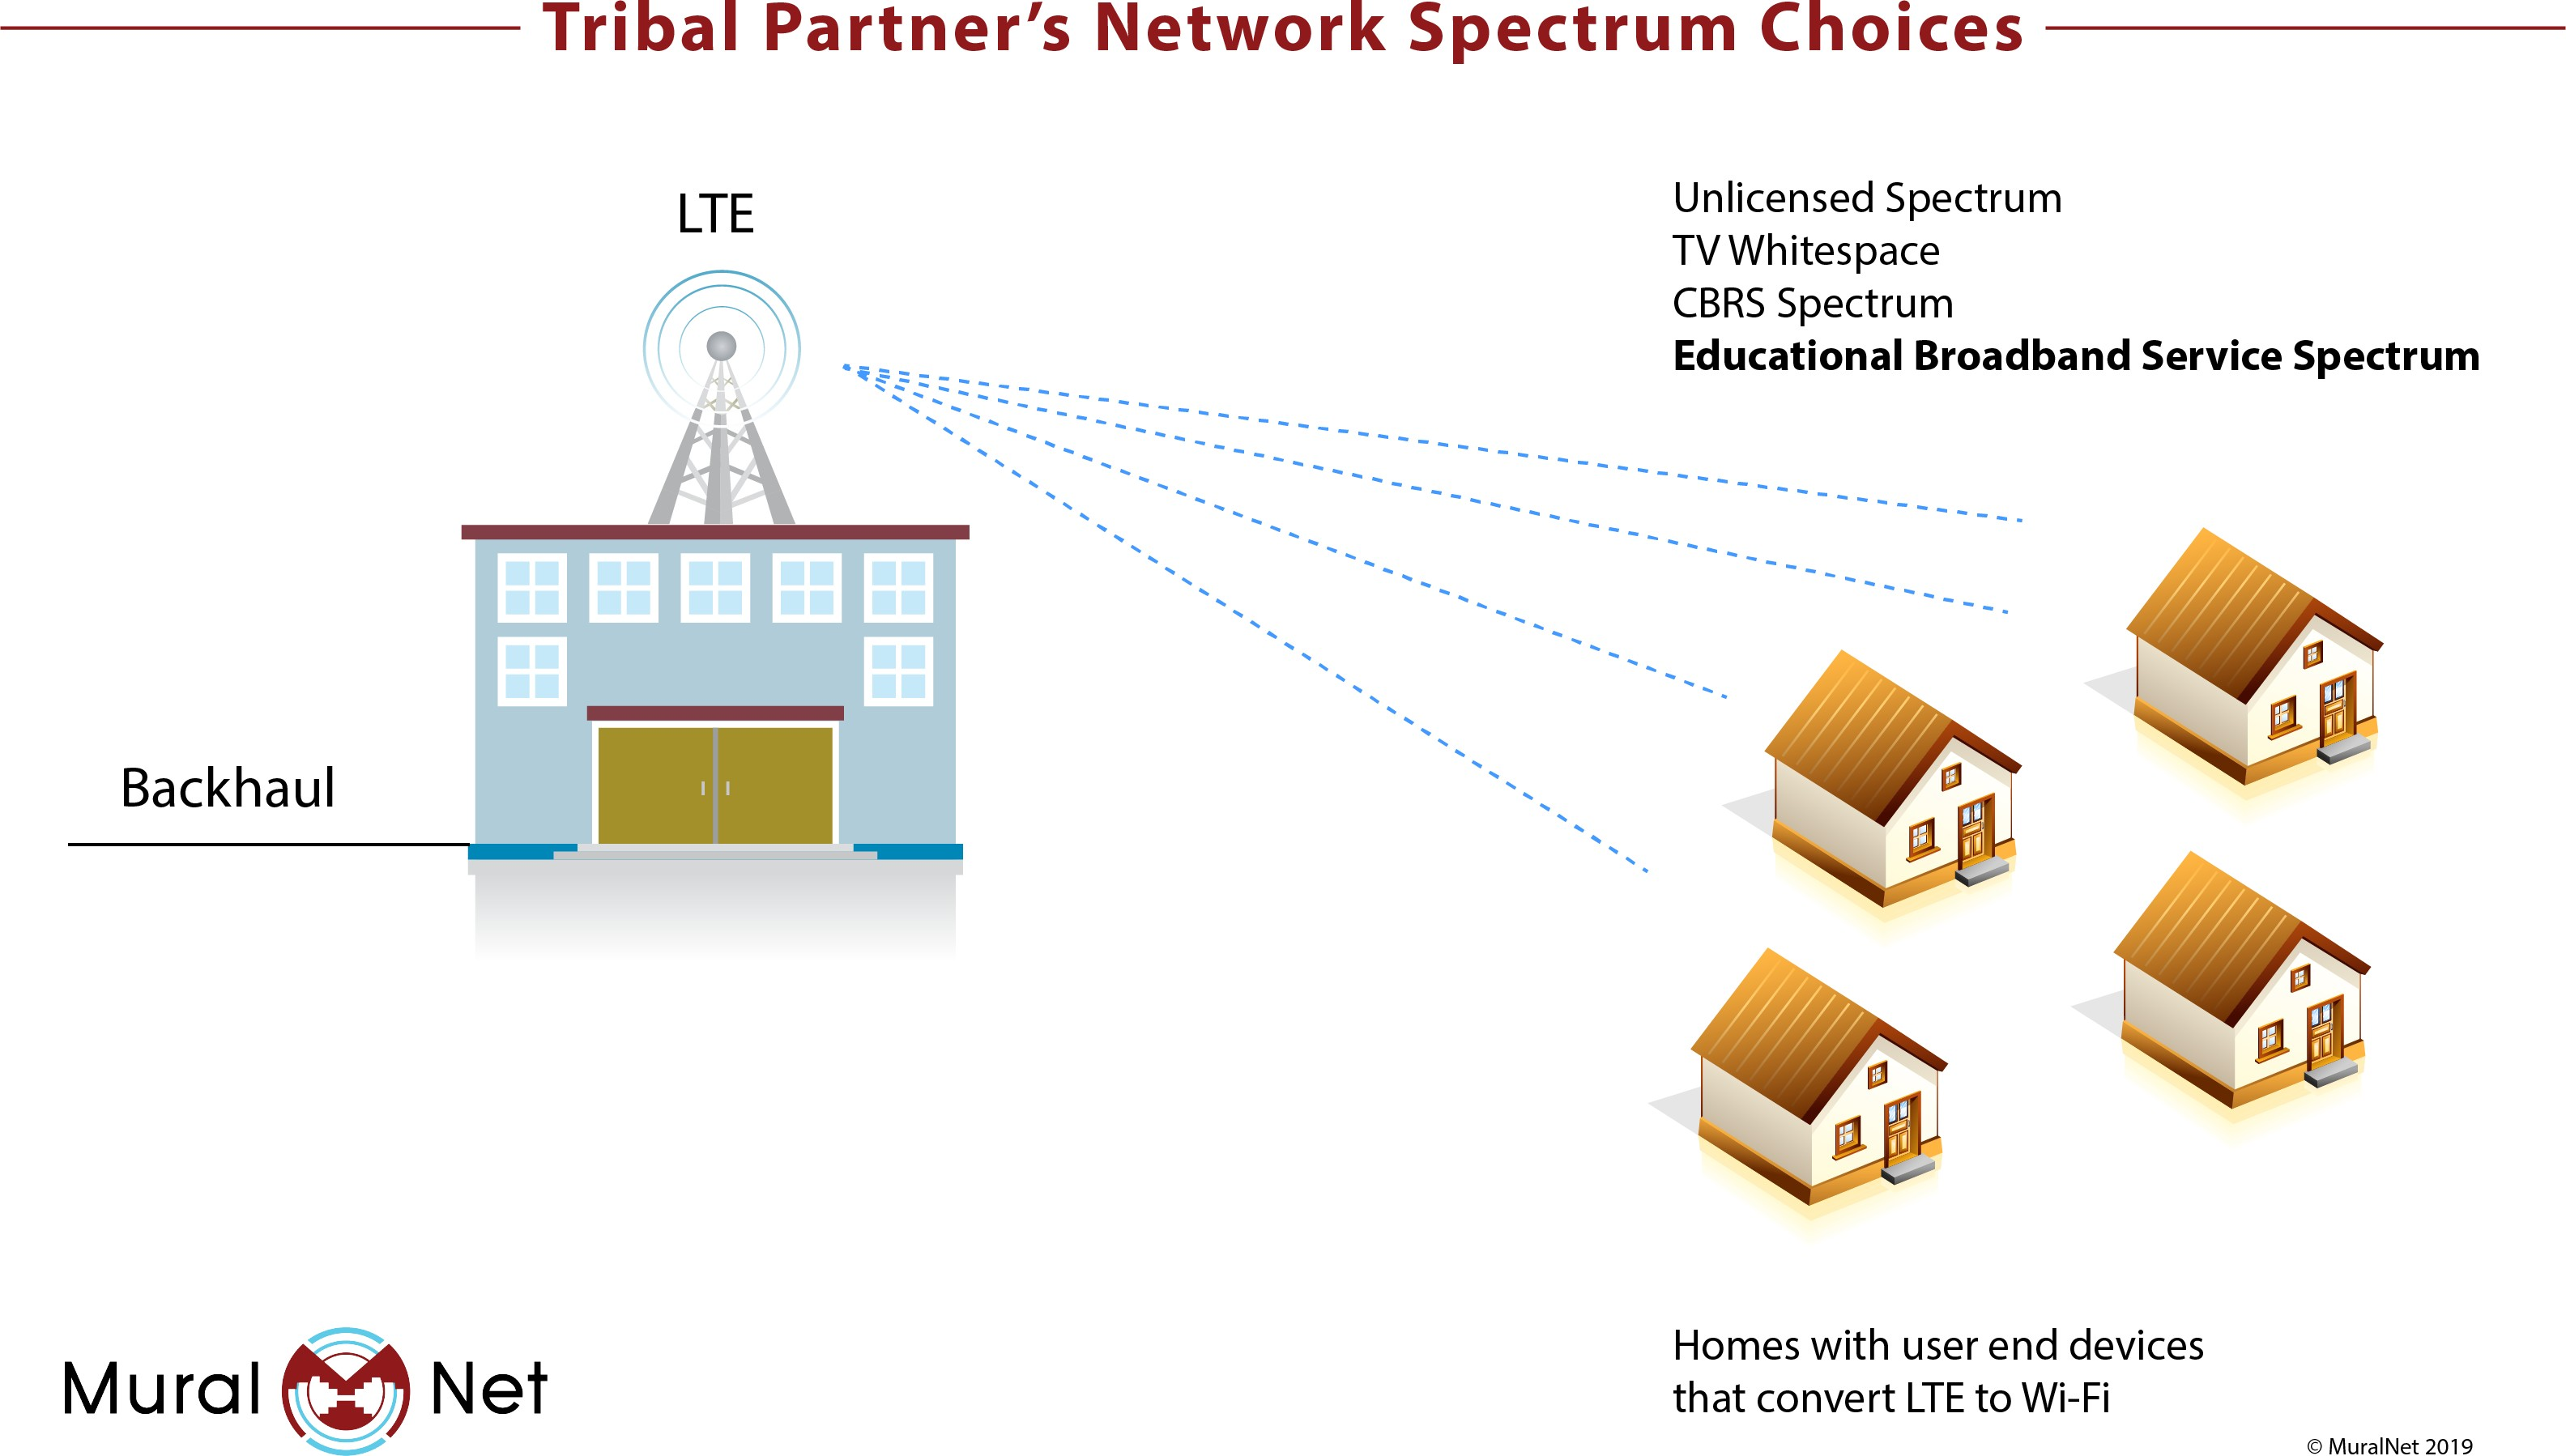 Tribal Partner’s Network Spectrum Choices
LTE
Unlicensed Spectrum
TV Whitespace
CBRS Spectrum
Educational Broadband Service Spectrum
Backhaul
Mural Net
Homes with user end devices
that convert LTE to Wi-Fi
© MuralNet 2019